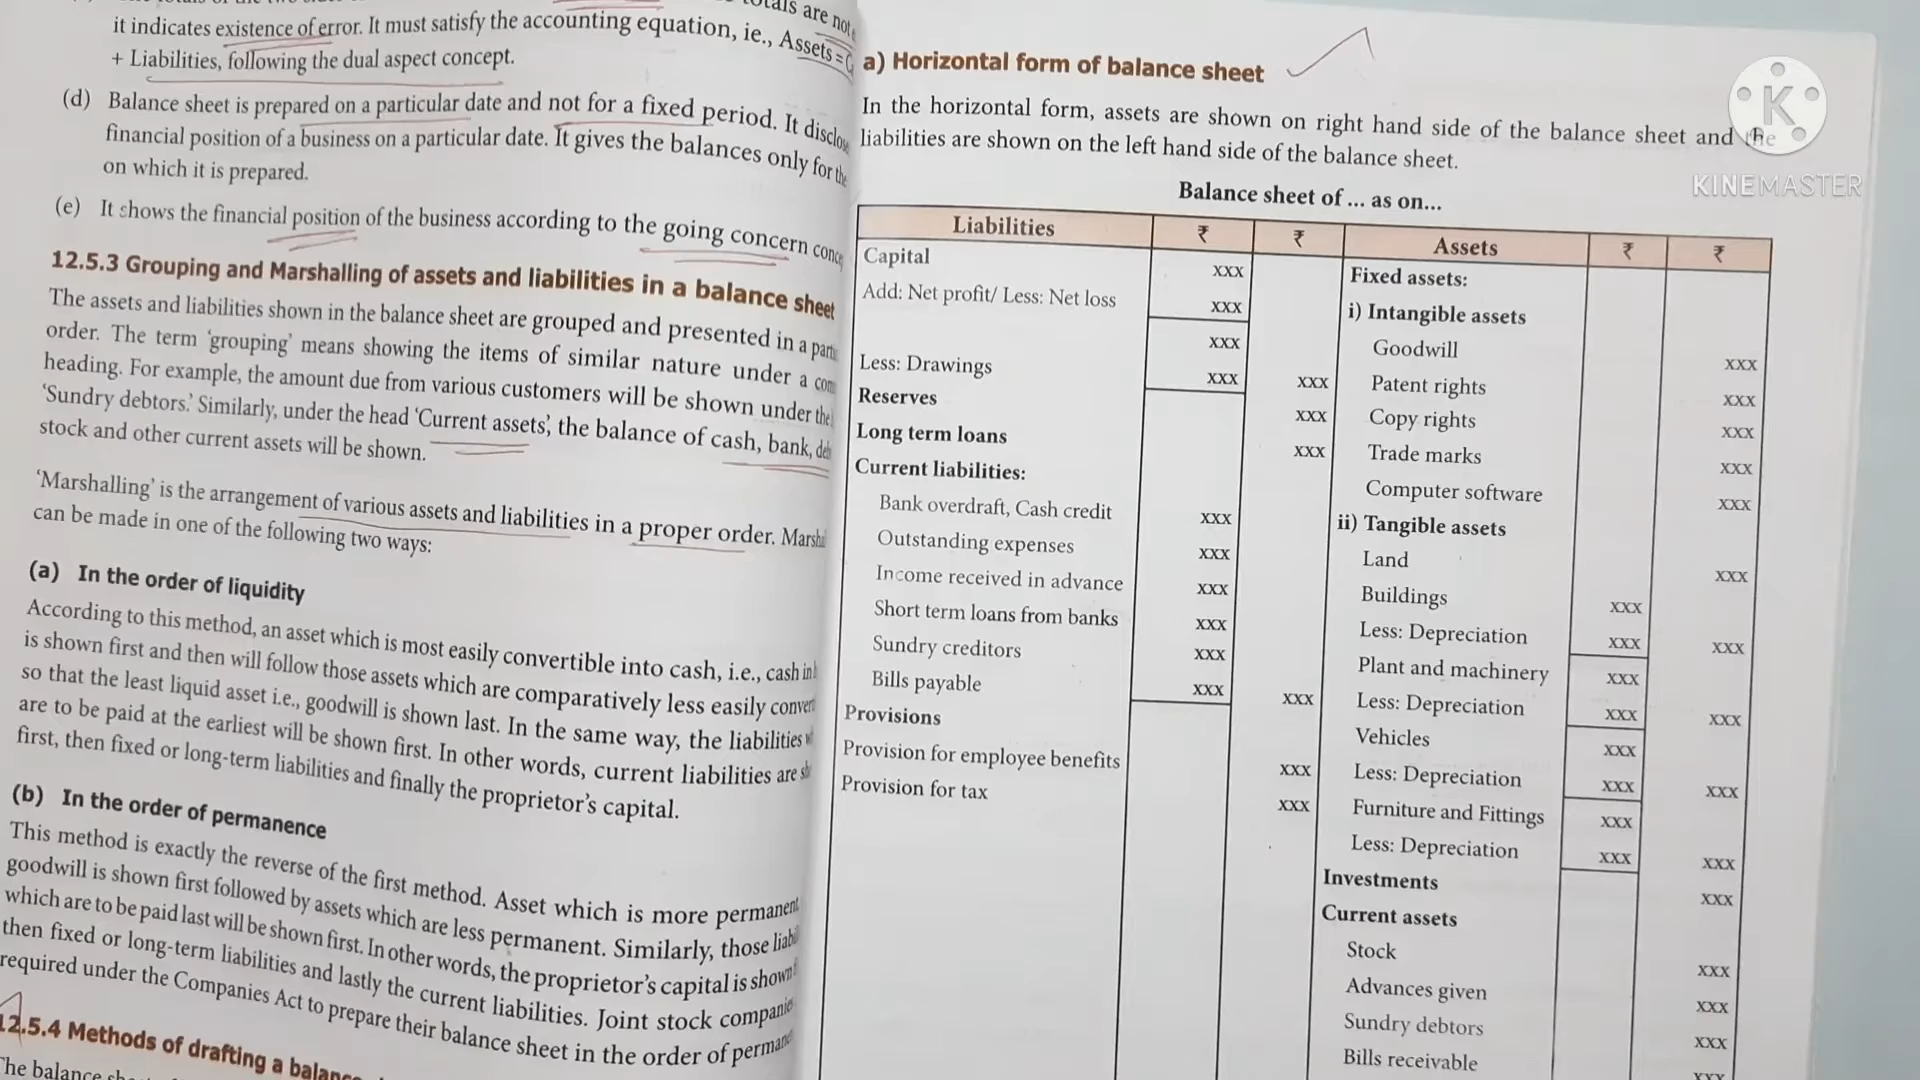 it indicates existence of error. It must satisfy the accounting equation, ie., Assets =
+ Liabilities, following the dual aspect concept.
(d) Balance sheet is prepared on a particular date and not for a fixed period. It
financial position of a business on a particular date. It gives the balances only for the
on which it is prepared.
(e) It shows the financial position of the business according to the going concern
12.5.3 Grouping and Marshalling of assets and liabilities in a balance sheet
The assets and liabilities shown in the balance sheet are grouped and presented in a
order. The term 'grouping' means showing the items of similar nature under a
heading. For example, the amount due from various customers will be shown under the
'Sundry debtors.' Similarly, under the head 'Current assets', the balance of cash, bank,
stock and other current assets will be shown.
'Marshalling' is the arrangement of various assets and liabilities in a proper order.
can be made in one of the following two ways:
(a) In the order of liquidity
According to this method, an asset which is most easily convertible into cash, i.e., cash in
is shown first and then will follow those assets which are comparatively less easily
so that the least liquid asset i.e., goodwill is shown last. In the same way, the liabilities
are to be paid at the earliest will be shown first. In other words, current liabilities are
first, then fixed or long-term liabilities and finally the proprietor's capital.
(b) In the order of permanence
This method is exactly the reverse of the first method. Asset which is more permanent
goodwill is shown first followed by assets which are less permanent. Similarly, those
which are to be paid last will be shown first. In other words, the proprietor's capital is shown
then fixed or long-term liabilities and lastly the current liabilities. Joint stock
required under the Companies Act to prepare their balance sheet in the order of
12.5.4 Methods of drafting a
The balance
a) Horizontal form of balance sheet
In the horizontal form, assets are shown on right hand side of the balance sheet and the
liabilities are shown on the left hand side of the balance sheet.
Balance sheet of ... as on...
Liabilities ₹ ₹ Assets ₹ ₹
Capital xxx Fixed assets:
Add: Net profit/ Less: Net loss xxx i) Intangible assets
xxx Goodwill xxx
Less: Drawings xxx xxx Patent rights xxx
Reserves xxx Copy rights xxx
Long term loans xxx Trade marks xxx
Current liabilities: Computer software xxx
Bank overdraft, Cash credit xxx ii) Tangible assets
Outstanding expenses xxx Land xxx
Income received in advance xxx Buildings xxx
Short term loans from banks xxx Less: Depreciation xxx xxx
Sundry creditors xxx Plant and machinery xxx
Bills payable xxx xxx Less: Depreciation xxx xxx
Provisions Vehicles xxx
Provision for employee benefits xxx Less: Depreciation xxx xxx
Provision for tax xxx Furniture and Fittings xxx
Less: Depreciation xxx xxx
Investments xxx
Current assets
Stock xxx
Advances given xxx
Sundry debtors xxx
Bills receivable xxx
K
KINEMASTER